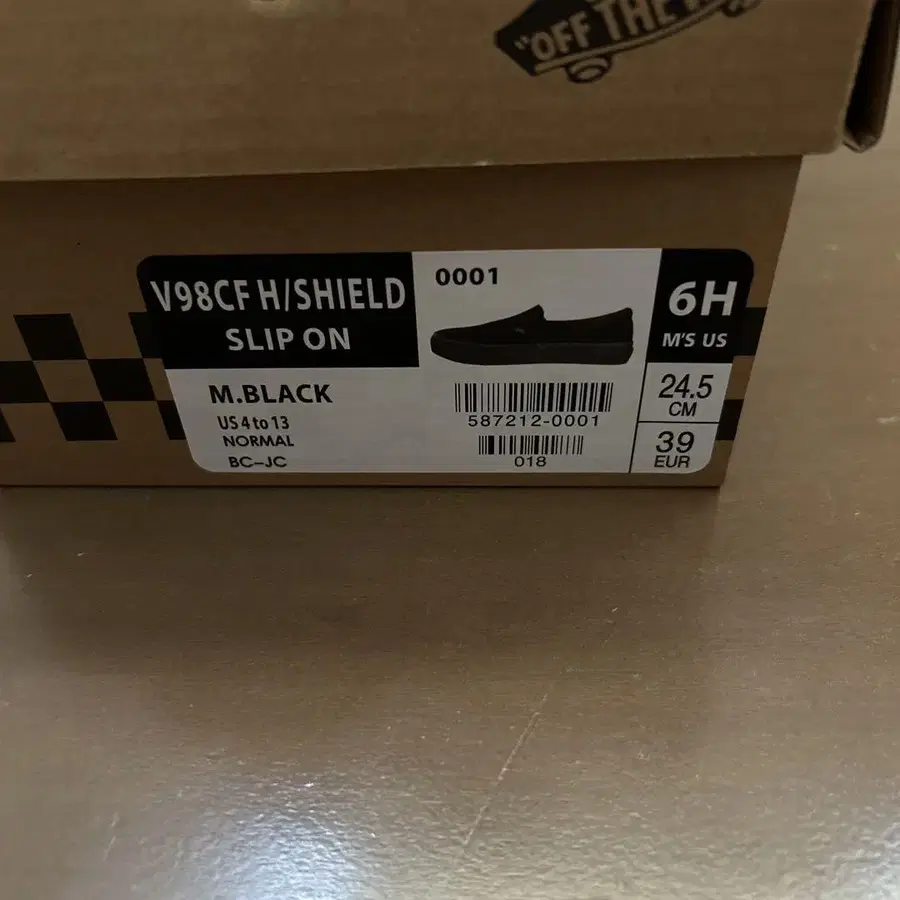 "OFF THE
V98CF H/SHIELD
SLIP ON
M.BLACK
US 4 to 13
NORMAL
BC-JC
0001
587212-0001
018
6H
M'S US
24.5
CM
39
EUR